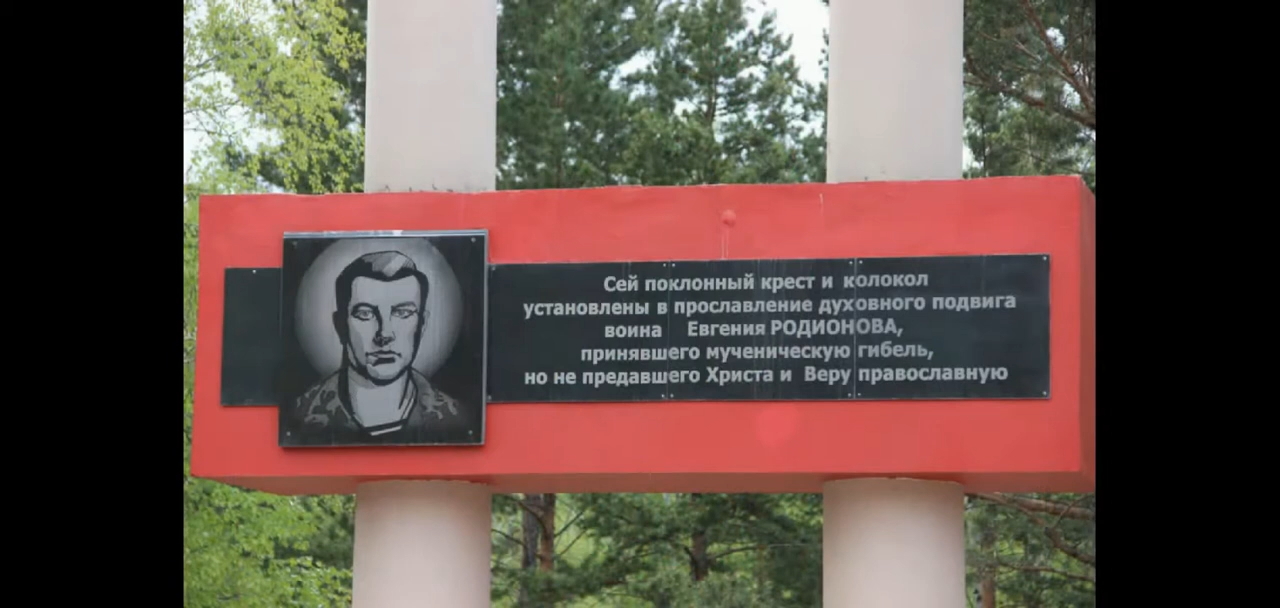 Сей поклонный крест и колокол
установлены в прославление духовного подвига
воина Евгения РОДИОНОВА,
принявшего мученическую гибель,
но не предавшего Христа и Веру православную